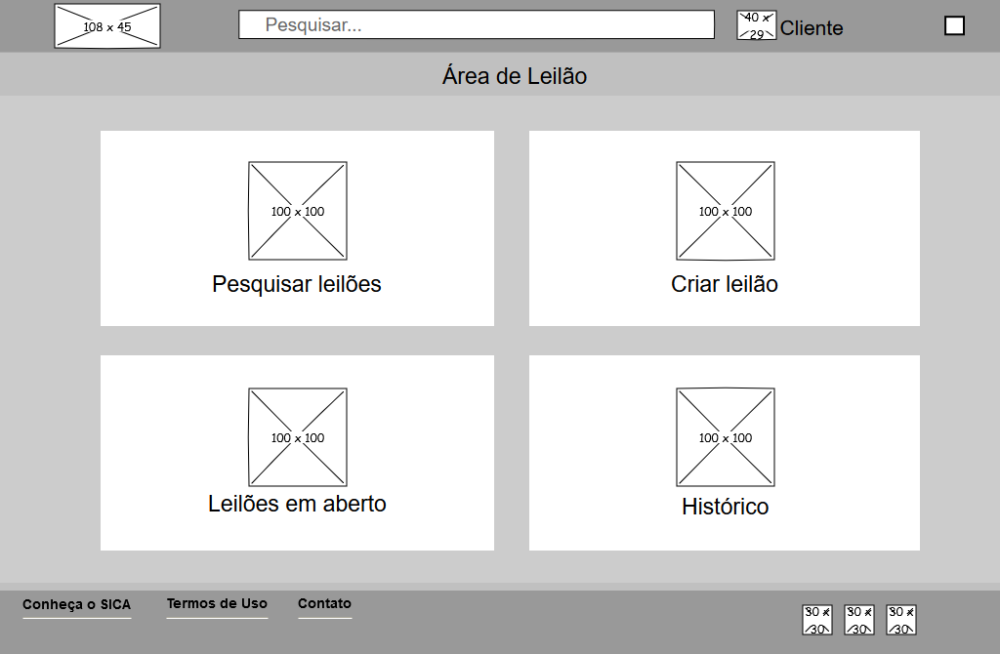 108 x 45
Pesquisar...
40 x
29
Cliente
Área de Leilão
100 x 100
100 x 100
Pesquisar leilões
Criar leilão
100 x 100
100 x 100
Leilões em aberto
Histórico
Conheça o SICA
Termos de Uso
Contato
30 x
30
30 x
30
30 x
30